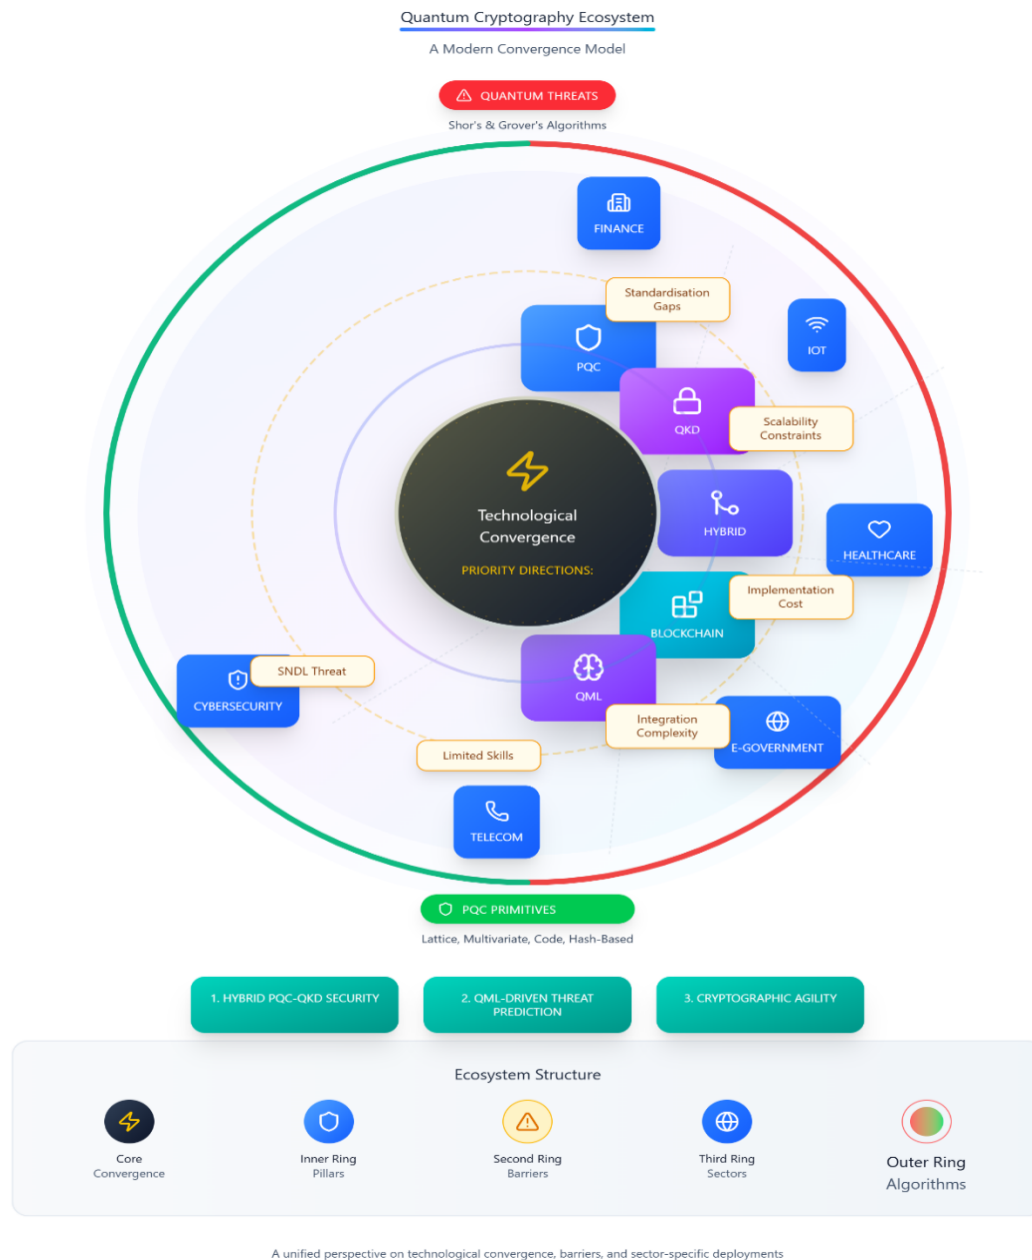 Quantum Cryptography Ecosystem
A Modern Convergence Model
QUANTUM THREATS
Shor's & Grover's Algorithms
FINANCE
Standardisation
Gaps
IOT
PQC
QKD
Scalability
Constraints
Technological
Convergence
PRIORITY DIRECTIONS:
HYBRID
HEALTHCARE
Implementation
Cost
BLOCKCHAIN
SNDL Threat
CYBERSECURITY
QML
Integration
Complexity
E-GOVERNMENT
Limited Skills
TELECOM
PQC PRIMITIVES
Lattice, Multivariate, Code, Hash-Based
1. HYBRID PQC-QKD SECURITY
2. QML-DRIVEN THREAT
PREDICTION
3. CRYPTOGRAPHIC AGILITY
Ecosystem Structure
Core
Convergence
Inner Ring
Pillars
Second Ring
Barriers
Third Ring
Sectors
Outer Ring
Algorithms
A unified perspective on technological convergence, barriers, and sector-specific deployments